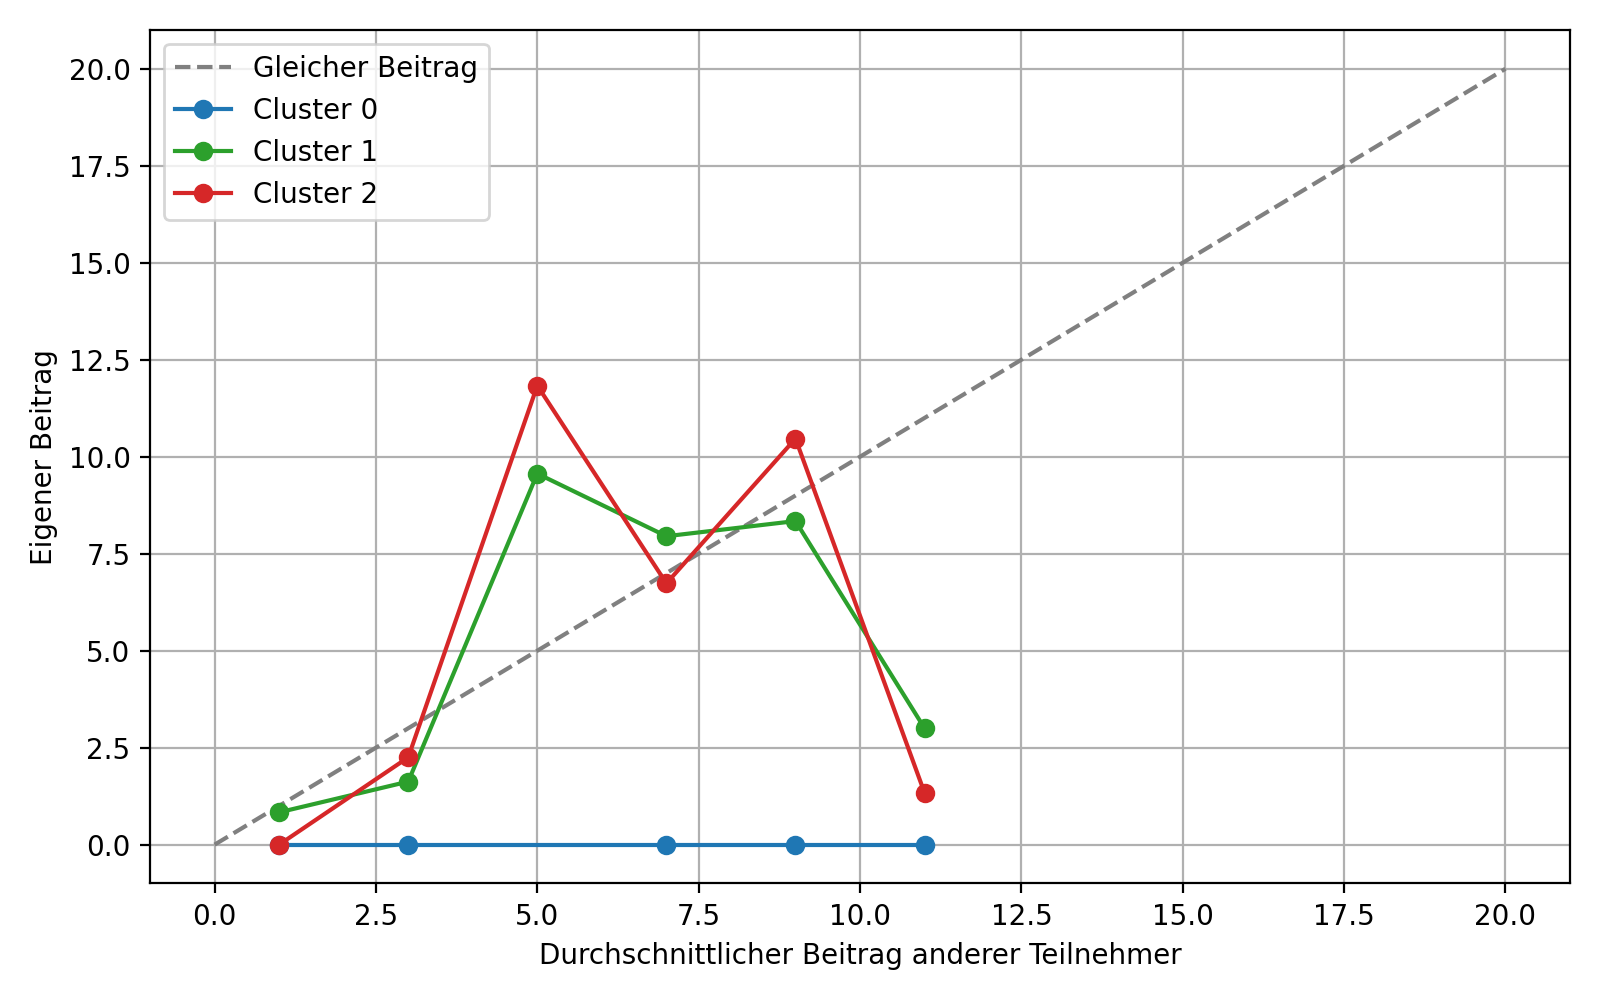 Gleicher Beitrag
Cluster 0
Cluster 1
Cluster 2
20.0
17.5
15.0
12.5
10.0
7.5
5.0
2.5
0.0
Eigener Beitrag
0.0 2.5 5.0 7.5 10.0 12.5 15.0 17.5 20.0
Durchschnittlicher Beitrag anderer Teilnehmer